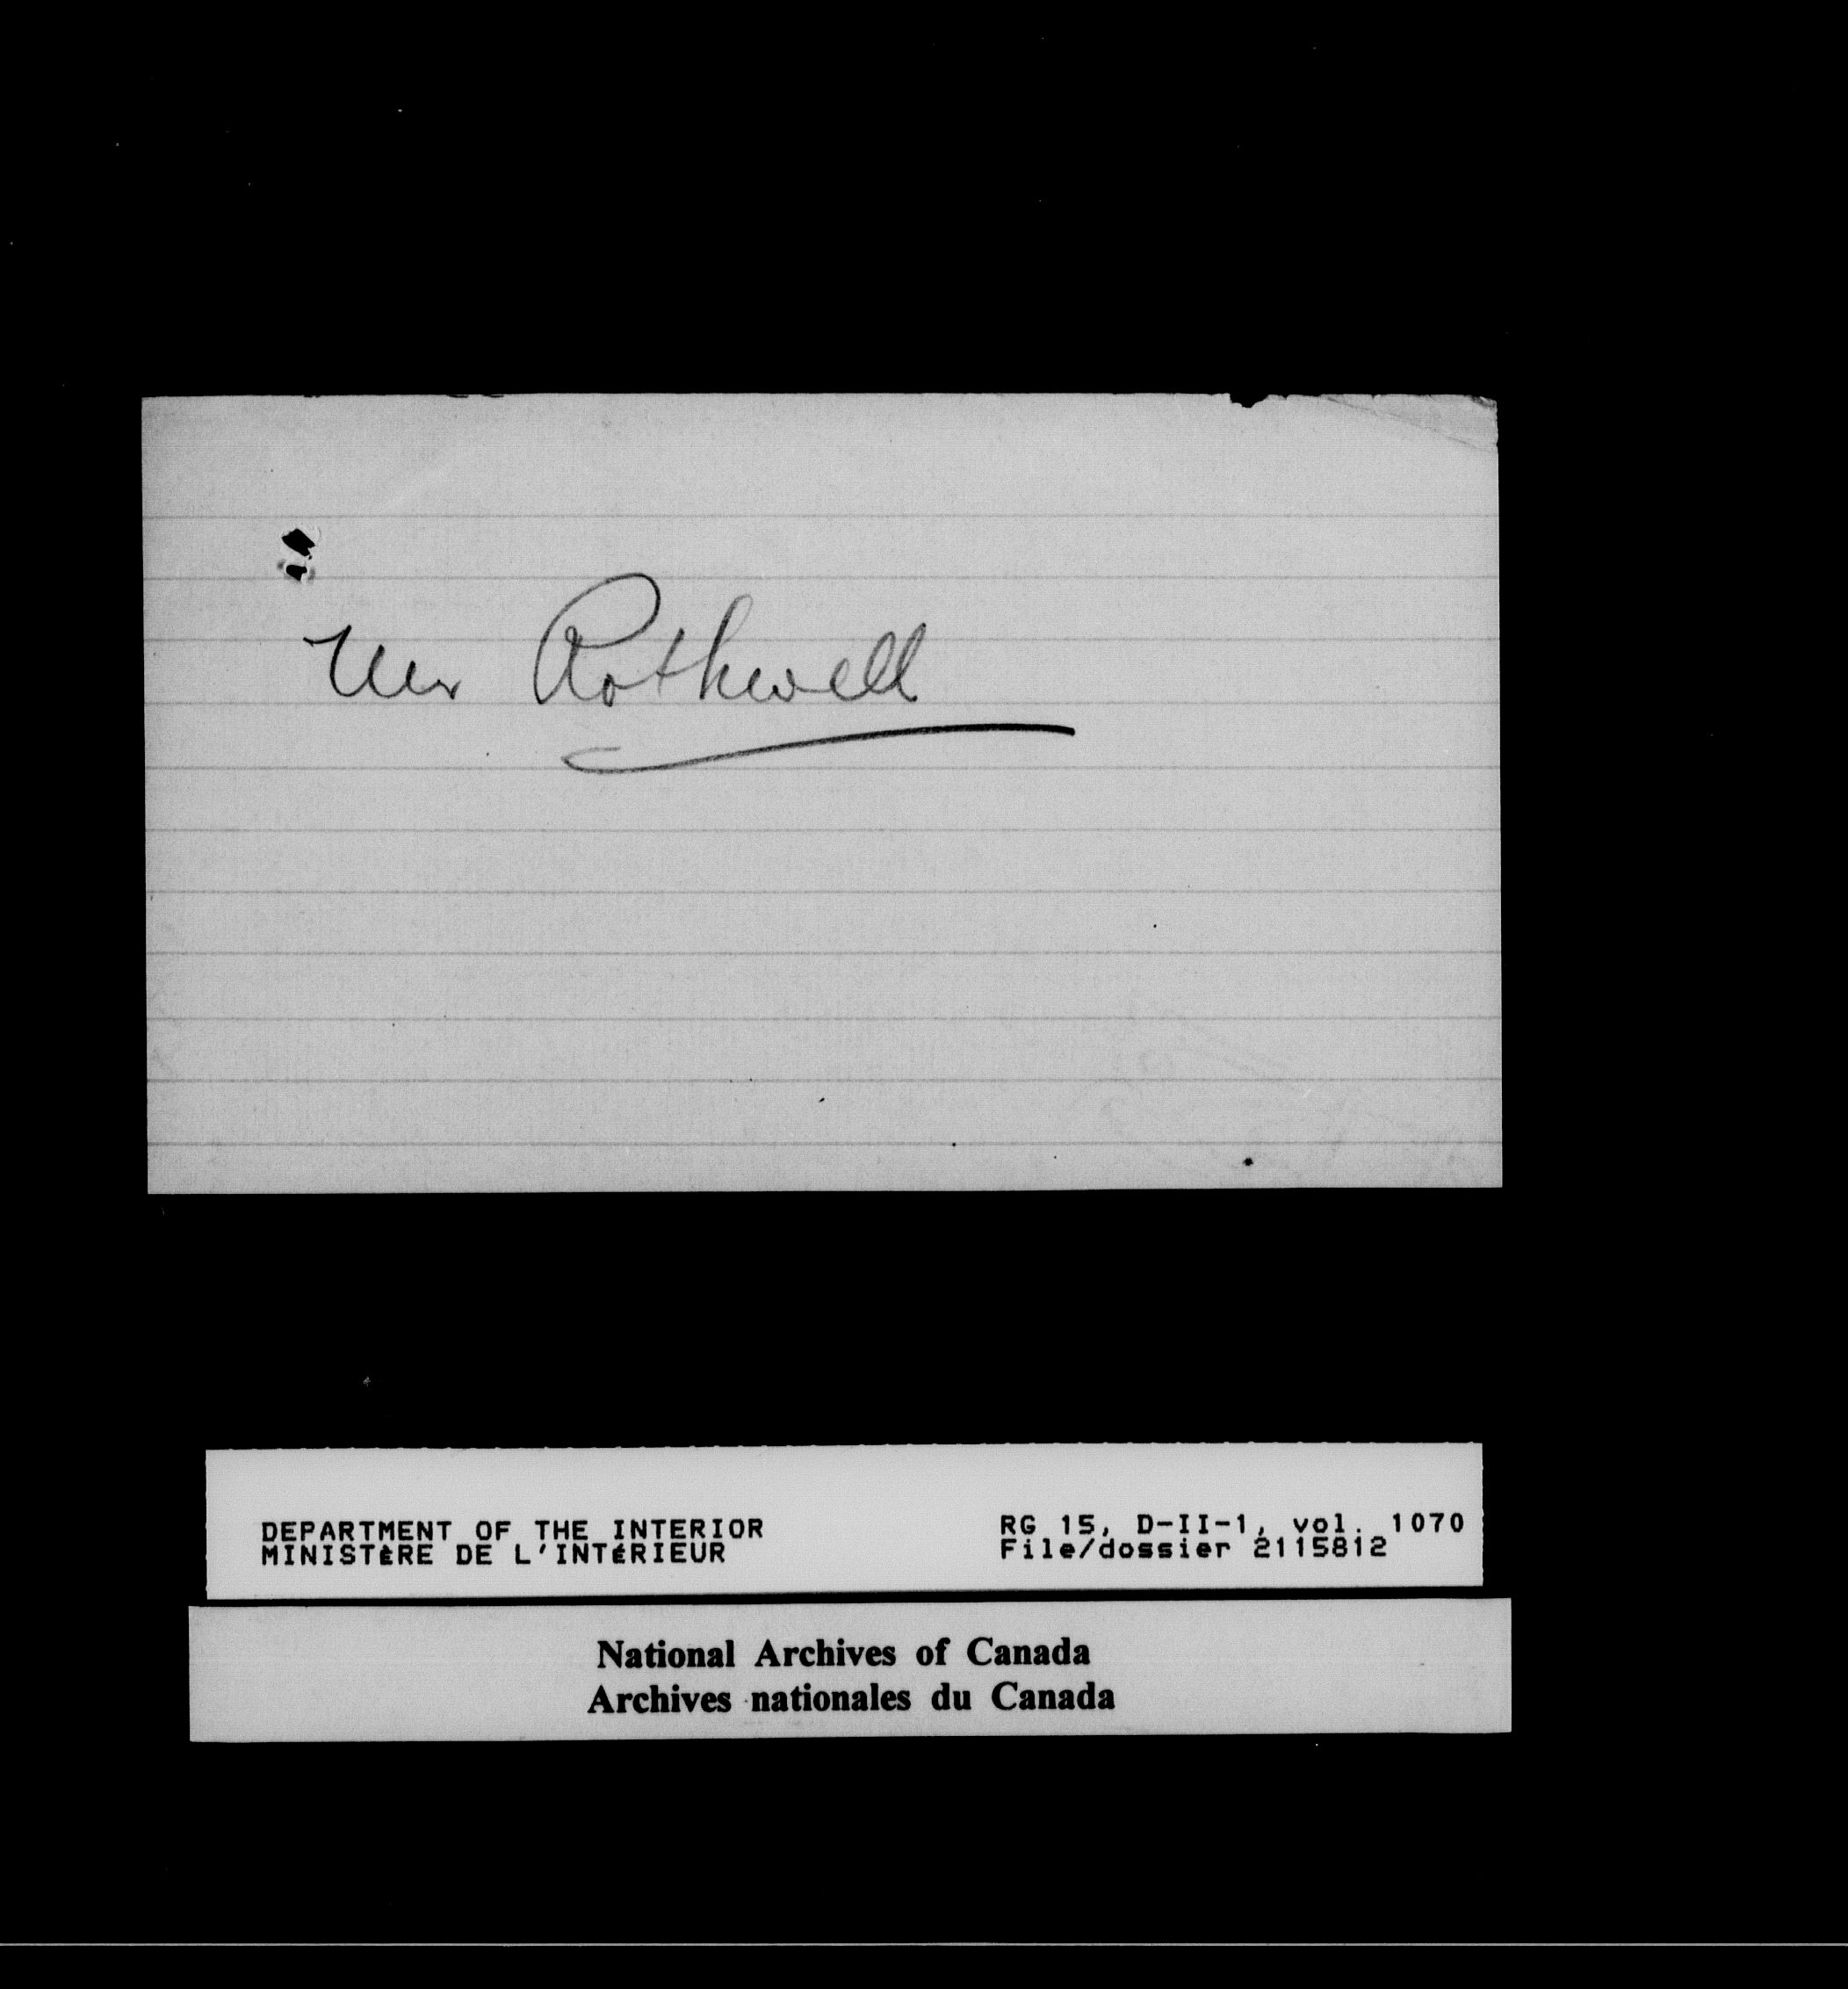 Mr Rothwell
DEPARTMENT OF THE INTERIOR
MINISTÈRE DE L'INTÉRIEUR
RG 15, D-II-1, vol. 1070
File/dossier 2115812
National Archives of Canada
Archives nationales du Canada